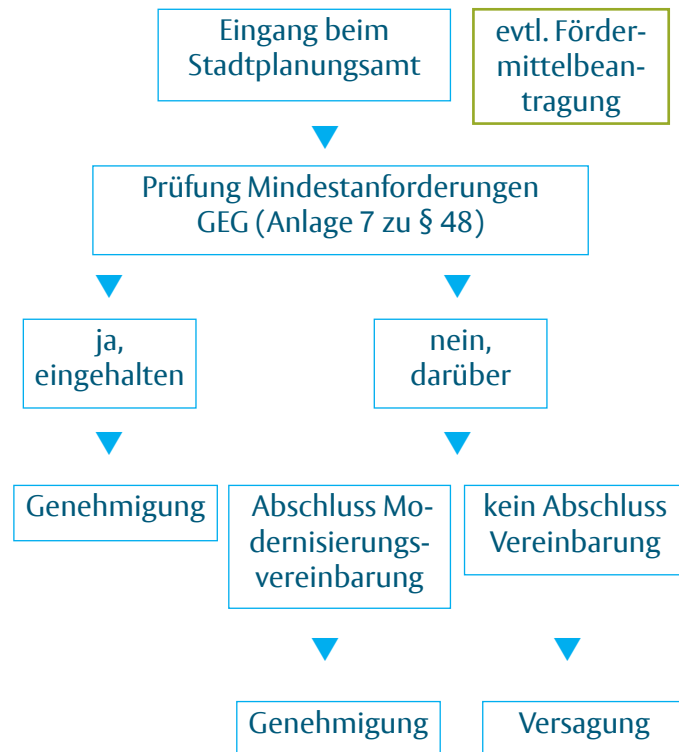 Eingang beim
Stadtplanungsamt
evtl. Förder-
mittelbean-
tragung
Prüfung Mindestanforderungen
GEG (Anlage 7 zu § 48)
ja,
eingehalten
nein,
darüber
Genehmigung
Abschluss Mo-
dernisierungs-
vereinbarung
kein Abschluss
Vereinbarung
Genehmigung
Versagung